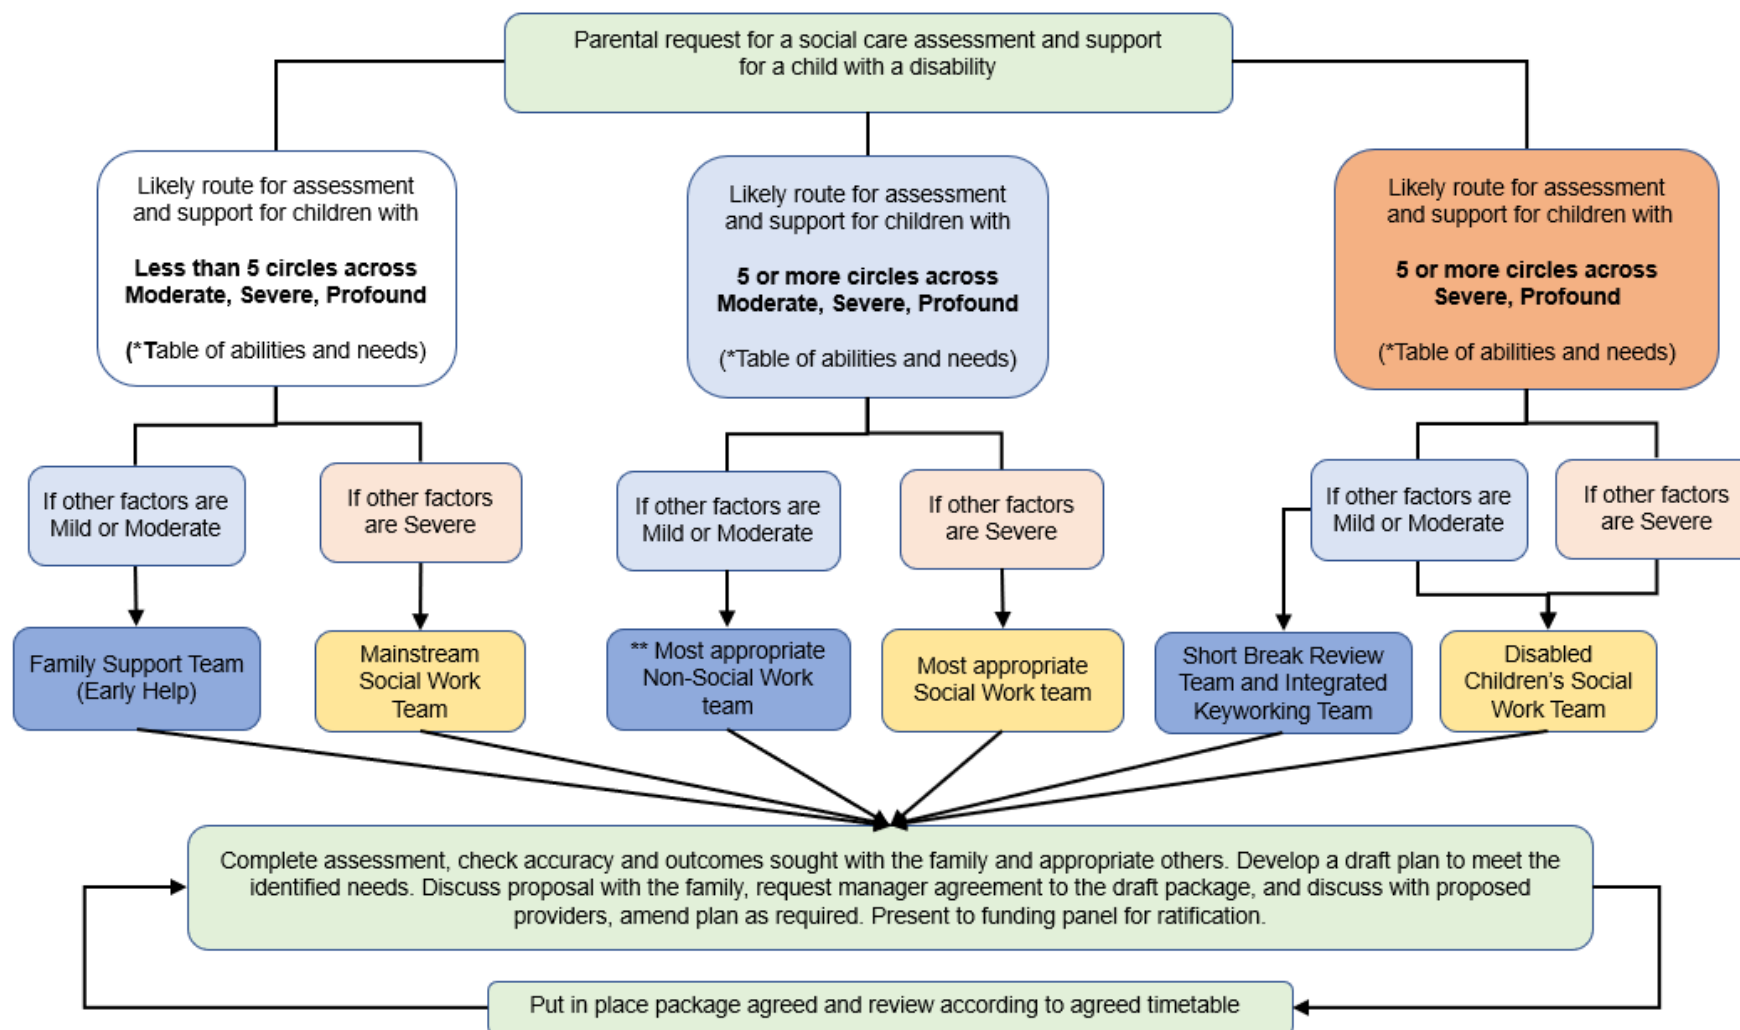 Parental request for a social care assessment and support
for a child with a disability
Likely route for assessment
and support for children with
Less than 5 circles across
Moderate, Severe, Profound
(*Table of abilities and needs)
Likely route for assessment
and support for children with
5 or more circles across
Moderate, Severe, Profound
(*Table of abilities and needs)
Likely route for assessment
and support for children with
5 or more circles across
Severe, Profound
(*Table of abilities and needs)
If other factors are
Mild or Moderate
If other factors
are Severe
If other factors are
Mild or Moderate
If other factors
are Severe
If other factors are
Mild or Moderate
If other factors
are Severe
Family Support Team
(Early Help)
Mainstream
Social Work
Team
** Most appropriate
Non-Social Work
team
Most appropriate
Social Work team
Short Break Review
Team and Integrated
Keyworking Team
Disabled
Children's Social
Work Team
Complete assessment, check accuracy and outcomes sought with the family and appropriate others. Develop a draft plan to meet the
identified needs. Discuss proposal with the family, request manager agreement to the draft package, and discuss with proposed
providers, amend plan as required. Present to funding panel for ratification.
Put in place package agreed and review according to agreed timetable